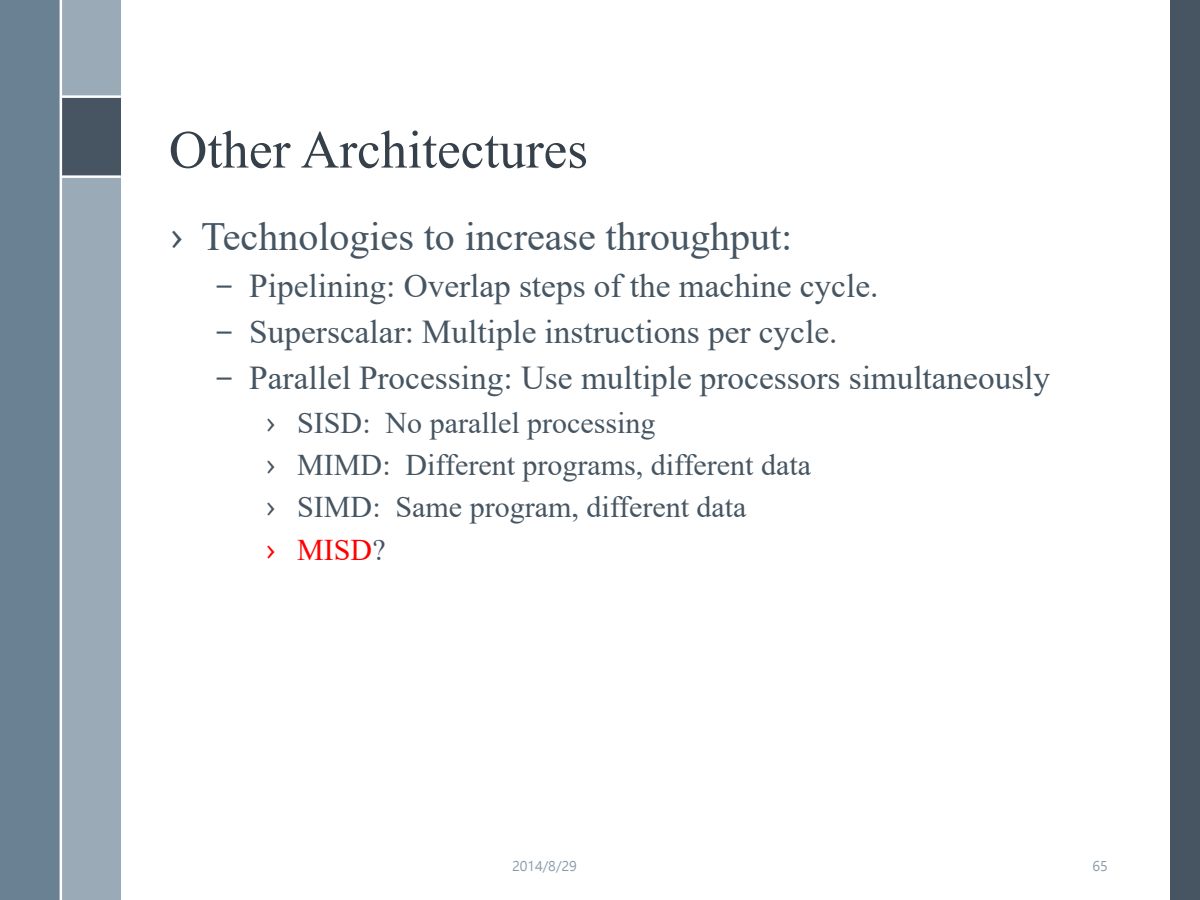 Other Architectures
› Technologies to increase throughput:
– Pipelining: Overlap steps of the machine cycle.
– Superscalar: Multiple instructions per cycle.
– Parallel Processing: Use multiple processors simultaneously
› SISD:  No parallel processing
› MIMD:  Different programs, different data
› SIMD:  Same program, different data
› MISD?
2014/8/29
65